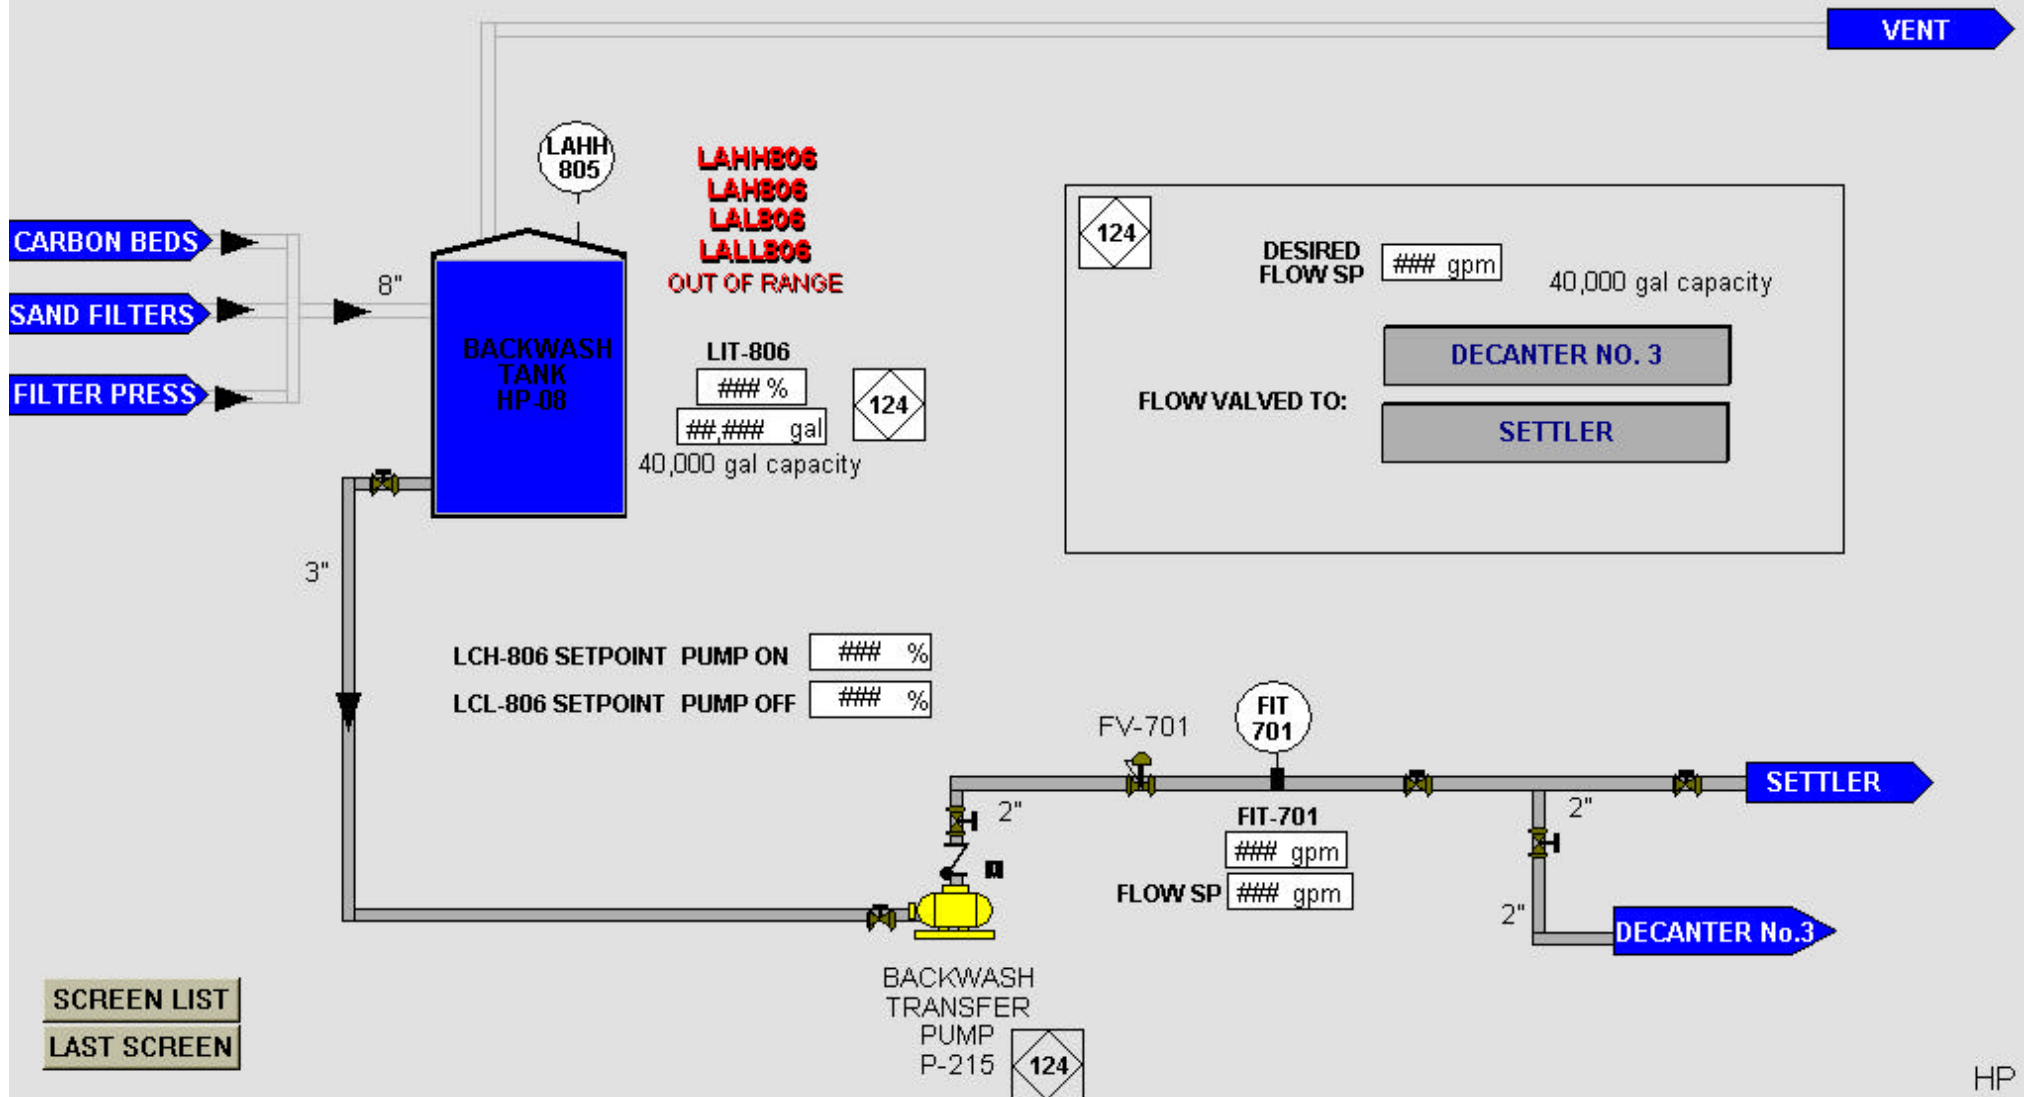 VENT
LAHH
805
LAHH806
LAH806
LAL806
LALL806
OUT OF RANGE
CARBON BEDS
SAND FILTERS
FILTER PRESS
8"
BACKWASH
TANK
HP-08
LIT-806
### %
##,### gal
40,000 gal capacity
124
124
DESIRED
FLOW SP
### gpm
40,000 gal capacity
FLOW VALVED TO:
DECANTER NO. 3
SETTLER
3"
LCH-806 SETPOINT PUMP ON ### %
LCL-806 SETPOINT PUMP OFF ### %
FV-701
FIT
701
SETTLER
2"
FIT-701
### gpm
FLOW SP ### gpm
2"
2"
DECANTER No.3
BACKWASH
TRANSFER
PUMP
P-215
124
SCREEN LIST
LAST SCREEN
HP